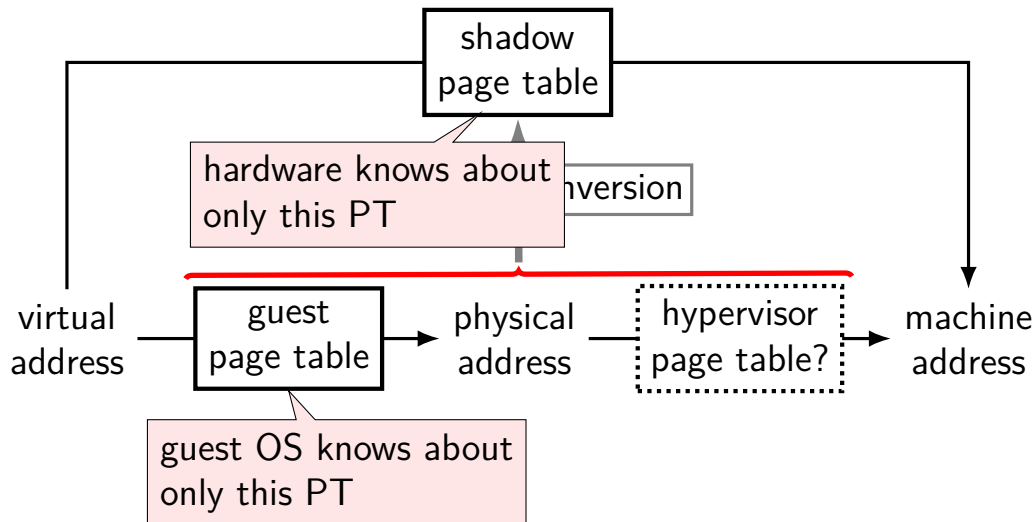 shadow
page table
hardware knows about
only this PT
nversion
virtual
address
guest
page table
physical
address
hypervisor
page table?
machine
address
guest OS knows about
only this PT